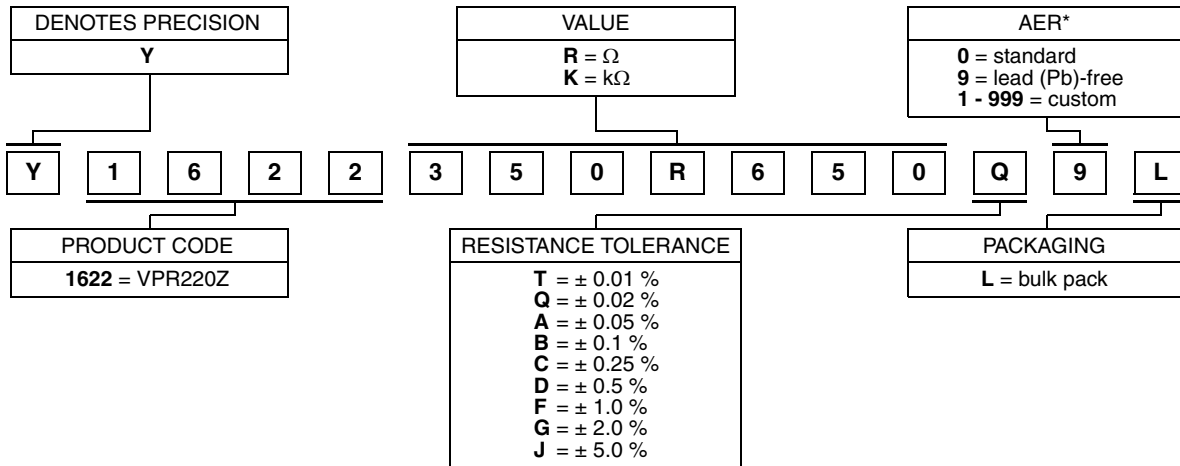 DENOTES PRECISION
Y
VALUE
R = Ω
K = kΩ
AER*
0 = standard
9 = lead (Pb)-free
1 - 999 = custom
Y 1 6 2 2 3 5 0 R 6 5 0 Q 9 L
PRODUCT CODE
1622 = VPR220Z
RESISTANCE TOLERANCE
T = ± 0.01 %
Q = ± 0.02 %
A = ± 0.05 %
B = ± 0.1 %
C = ± 0.25 %
D = ± 0.5 %
F = ± 1.0 %
G = ± 2.0 %
J = ± 5.0 %
PACKAGING
L = bulk pack